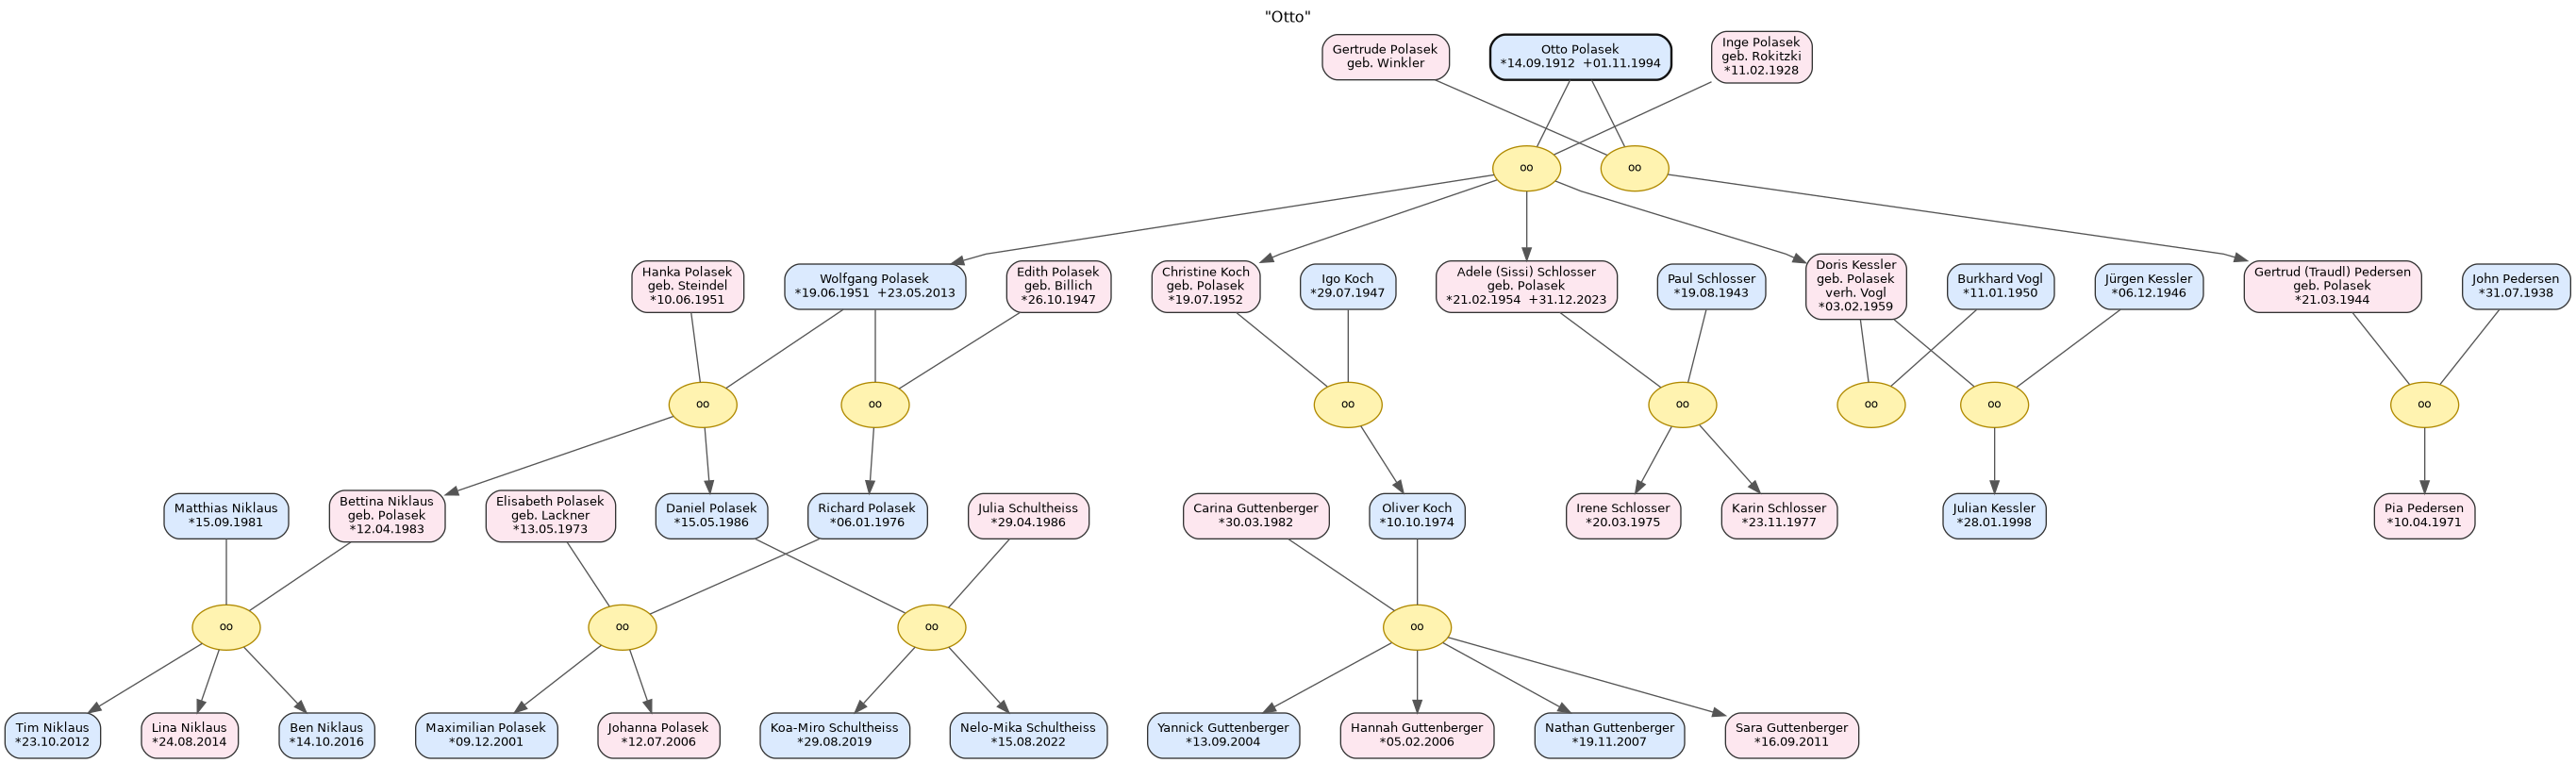 "Otto"
Gertrude Polasek
geb. Winkler
Otto Polasek
*14.09.1912  +01.11.1994
Inge Polasek
geb. Rokitzki
*11.02.1928
oo
oo
Hanka Polasek
geb. Steindel
*10.06.1951
Wolfgang Polasek
*19.06.1951  +23.05.2013
Edith Polasek
geb. Billich
*26.10.1947
Christine Koch
geb. Polasek
*19.07.1952
Igo Koch
*29.07.1947
Adele (Sissi) Schlosser
geb. Polasek
*21.02.1954  +31.12.2023
Paul Schlosser
*19.08.1943
Doris Kessler
geb. Polasek
verh. Vogl
*03.02.1959
Burkhard Vogl
*11.01.1950
Jürgen Kessler
*06.12.1946
Gertrud (Traudl) Pedersen
geb. Polasek
*21.03.1944
John Pedersen
*31.07.1938
oo
oo
oo
oo
oo
oo
oo
Matthias Niklaus
*15.09.1981
Bettina Niklaus
geb. Polasek
*12.04.1983
Elisabeth Polasek
geb. Lackner
*13.05.1973
Daniel Polasek
*15.05.1986
Richard Polasek
*06.01.1976
Julia Schultheiss
*29.04.1986
Carina Guttenberger
*30.03.1982
Oliver Koch
*10.10.1974
Irene Schlosser
*20.03.1975
Karin Schlosser
*23.11.1977
Julian Kessler
*28.01.1998
Pia Pedersen
*10.04.1971
oo
oo
oo
oo
Tim Niklaus
*23.10.2012
Lina Niklaus
*24.08.2014
Ben Niklaus
*14.10.2016
Maximilian Polasek
*09.12.2001
Johanna Polasek
*12.07.2006
Koa-Miro Schultheiss
*29.08.2019
Nelo-Mika Schultheiss
*15.08.2022
Yannick Guttenberger
*13.09.2004
Hannah Guttenberger
*05.02.2006
Nathan Guttenberger
*19.11.2007
Sara Guttenberger
*16.09.2011